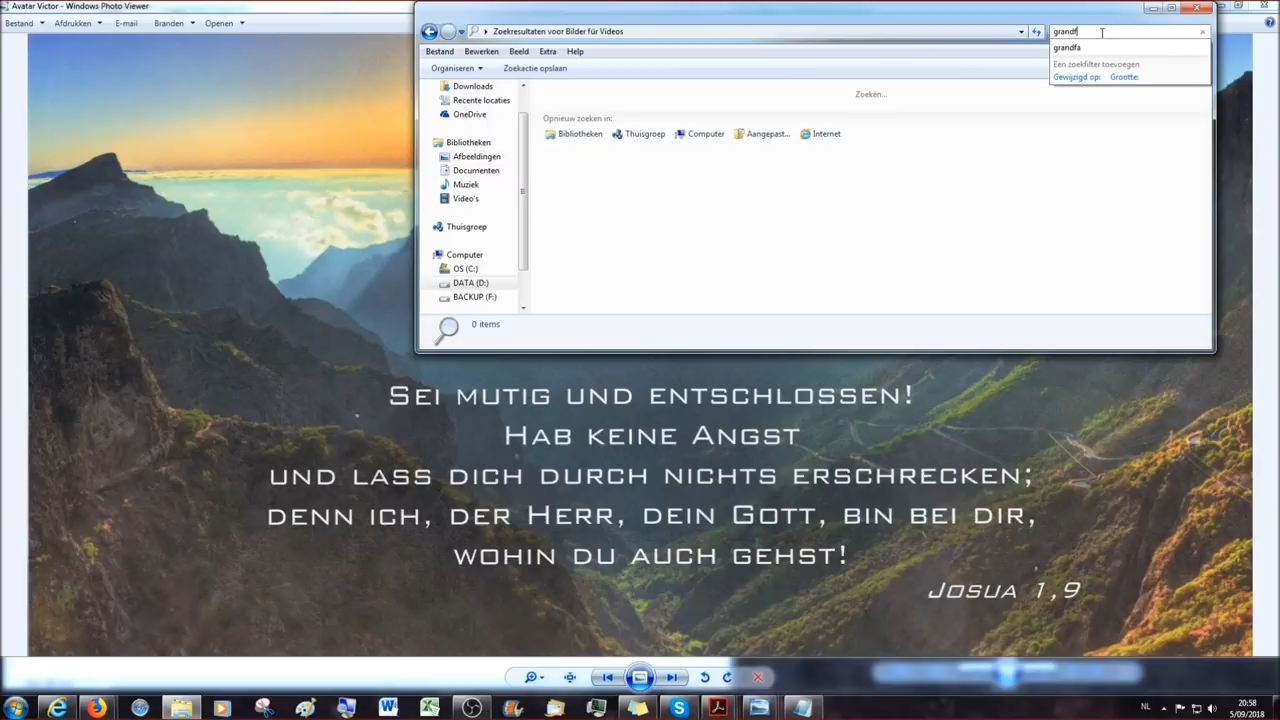 Avatar Victor - Windows Photo Viewer
Bestand Afdrukken E-mail Branden Openen
Zoekresultaten voor Bilder für Videos
grandf
grandfa
Een zoekfilter toevoegen
Gewijzigd op: Grootte:
Bestand Bewerken Beeld Extra Help
Organiseren Zoekactie opslaan
Downloads
Recente locaties
OneDrive
Bibliotheken
Afbeeldingen
Documenten
Muziek
Video's
Thuisgroep
Computer
OS (C:)
DATA (D:)
BACKUP (F:)
Zoeken...
Opnieuw zoeken in:
Bibliotheken Thuisgroep Computer Aangepast... Internet
0 items
Sei mutig und entschlossen!
Hab keine Angst
und lass dich durch nichts erschrecken;
denn ich, der Herr, dein Gott, bin bei dir,
wohin du auch gehst!
Josua 1,9
NL
20:58
5/09/2018